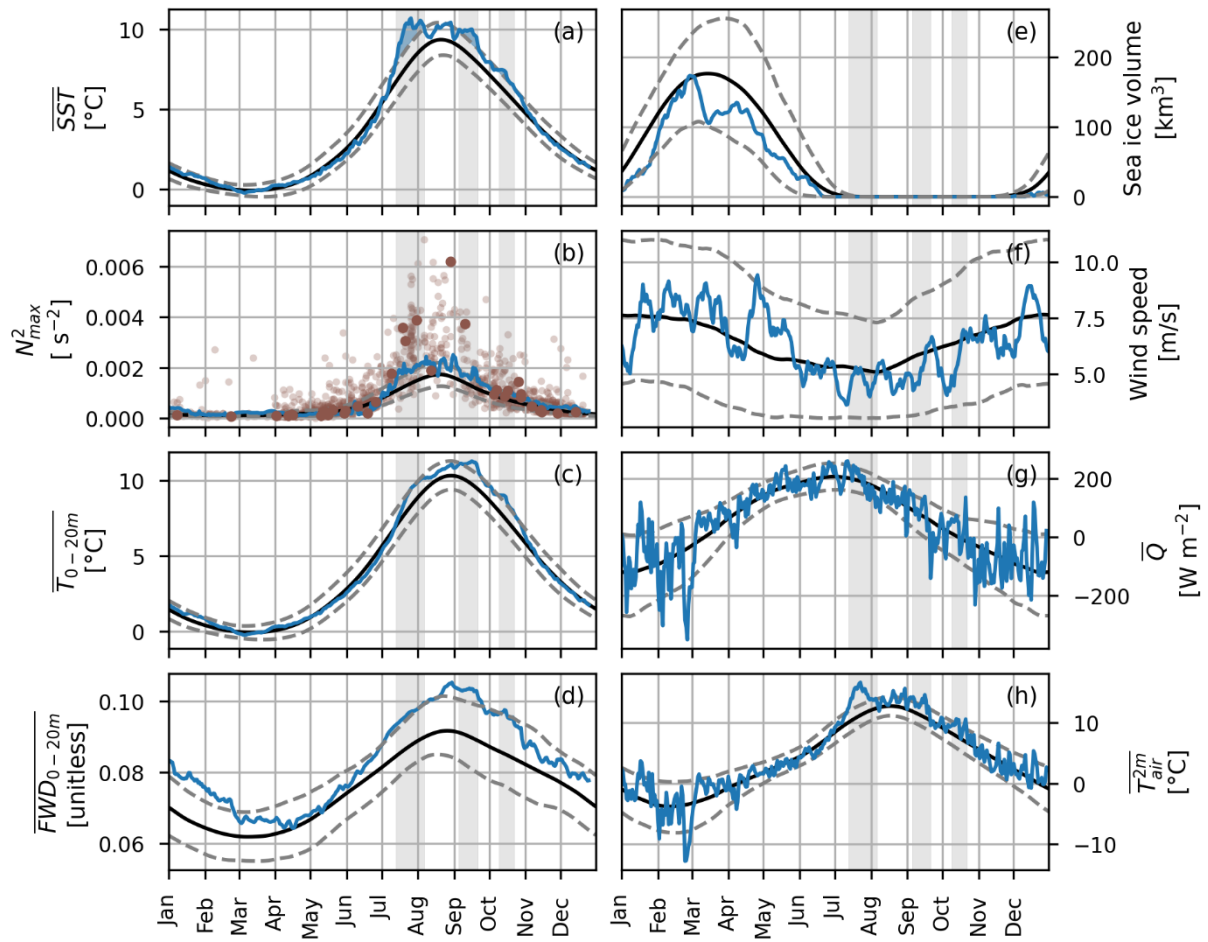 10
5
0
SST
[°C]
(a)
0.006
0.004
0.002
0.000
N²max
[ s⁻²]
(b)
10
5
0
T0−20m
[°C]
(c)
0.10
0.08
0.06
FWD0−20m
[unitless]
(d)
Jan
Feb
Mar
Apr
May
Jun
Jul
Aug
Sep
Oct
Nov
Dec
(e)
200
100
0
Sea ice volume
[km³]
(f)
10.0
7.5
5.0
Wind speed
[m/s]
(g)
200
0
−200
Q
[W m⁻²]
(h)
10
0
−10
T²ᵐair
[°C]
Jan
Feb
Mar
Apr
May
Jun
Jul
Aug
Sep
Oct
Nov
Dec